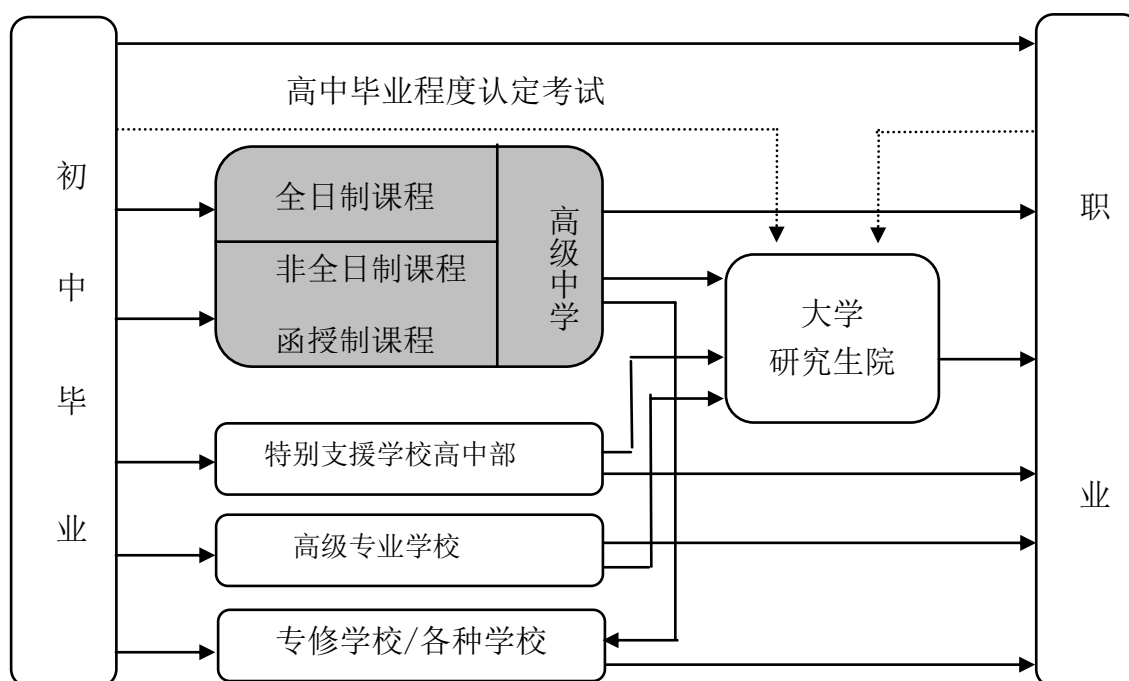 初中毕业
高中毕业程度认定考试
全日制课程
非全日制课程
函授制课程
高级中学
大学
研究生院
特别支援学校高中部
高级专业学校
专修学校/各种学校
职业